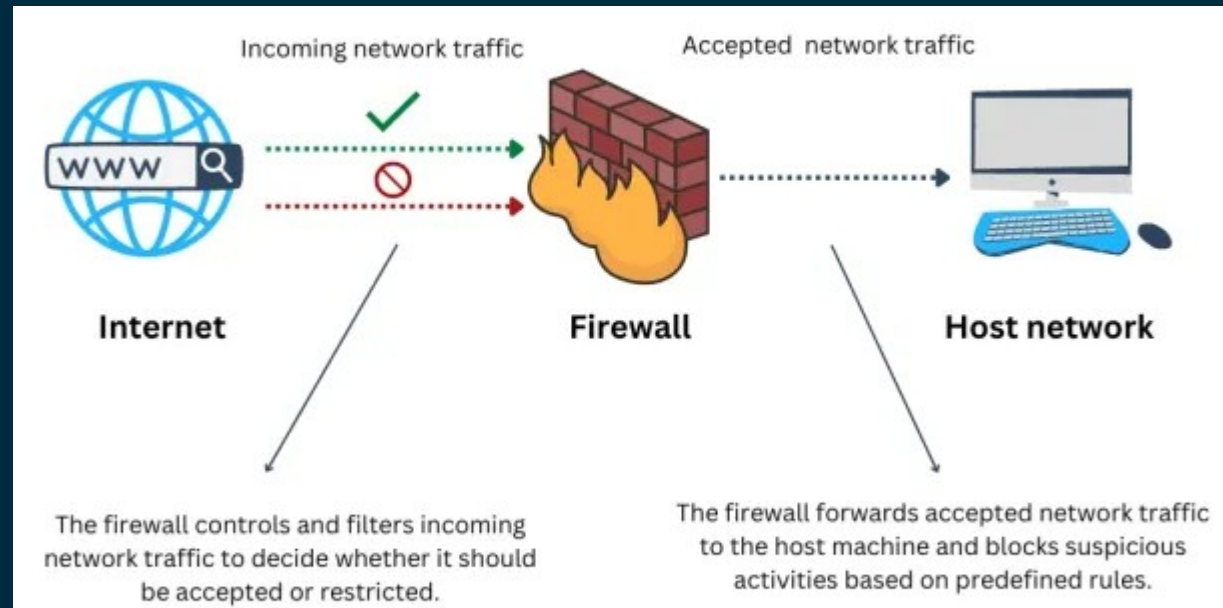 Incoming network traffic
Accepted network traffic
WWW
Internet
Firewall
Host network
The firewall controls and filters incoming
network traffic to decide whether it should
be accepted or restricted.
The firewall forwards accepted network traffic
to the host machine and blocks suspicious
activities based on predefined rules.